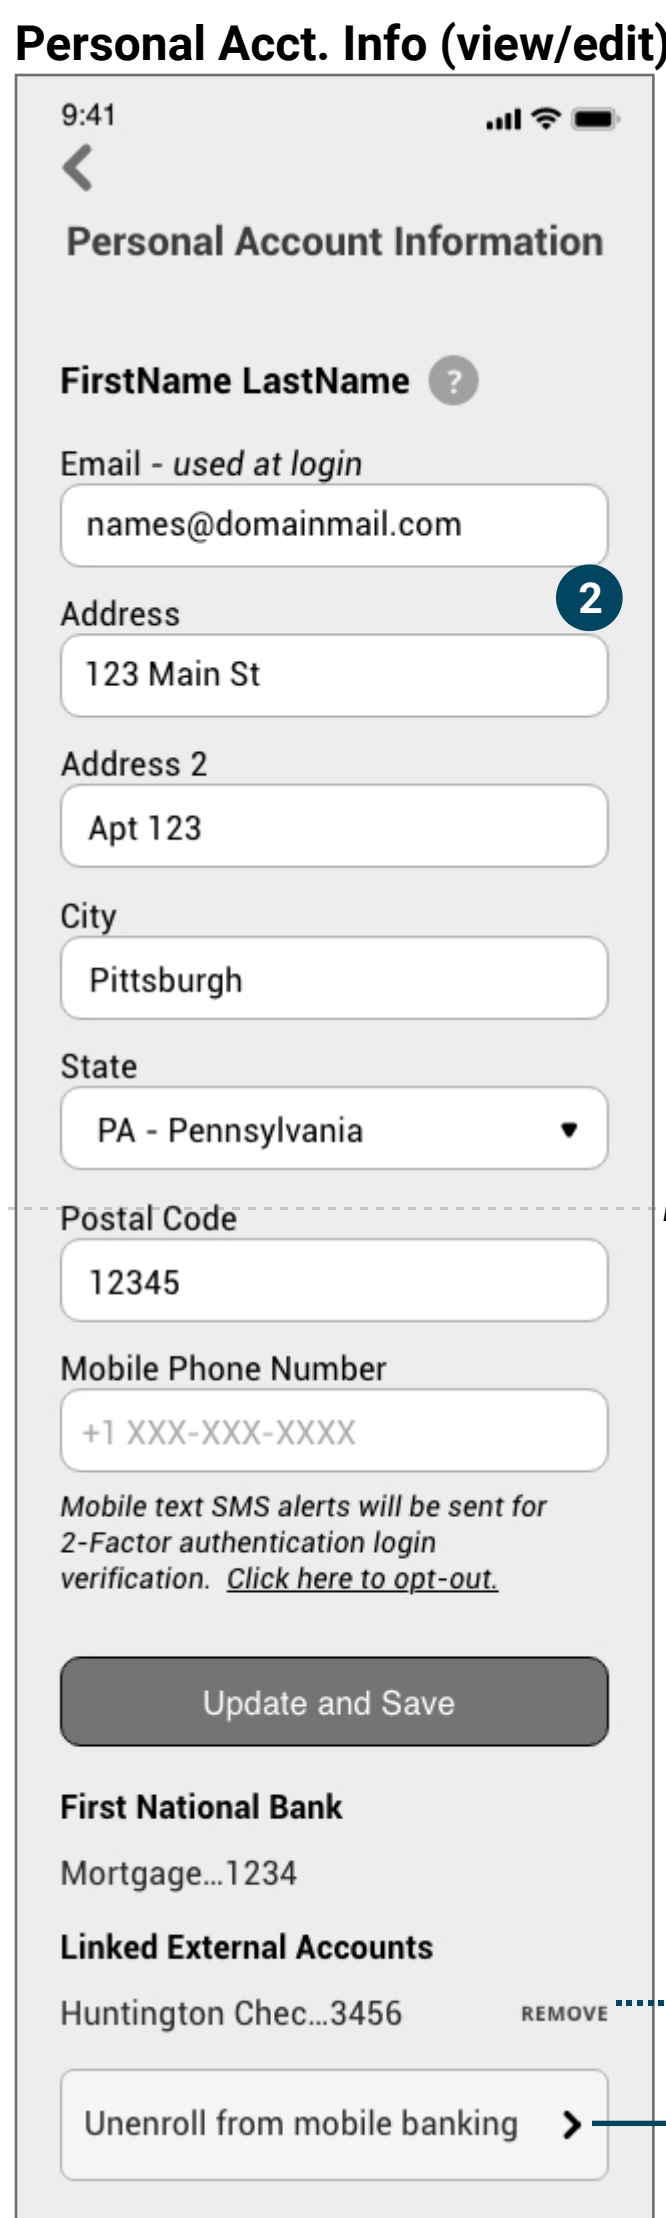 Personal Acct. Info (view/edit)
9:41
Personal Account Information
FirstName LastName ?
Email - used at login
names@domainmail.com
2
Address
123 Main St
Address 2
Apt 123
City
Pittsburgh
State
PA - Pennsylvania
Postal Code
12345
Mobile Phone Number
+1 XXX-XXX-XXXX
Mobile text SMS alerts will be sent for
2-Factor authentication login
verification. Click here to opt-out.
Update and Save
First National Bank
Mortgage...1234
Linked External Accounts
Huntington Chec...3456 REMOVE
Unenroll from mobile banking